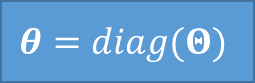 𝜽 = 𝑑𝑖𝑎𝑔(𝚯)